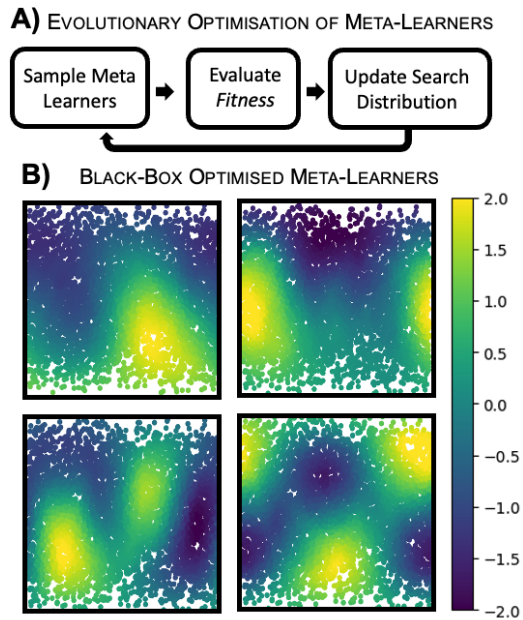 A) EVOLUTIONARY OPTIMISATION OF META-LEARNERS
Sample Meta
Learners
Evaluate
Fitness
Update Search
Distribution
B) BLACK-BOX OPTIMISED META-LEARNERS
2.0
1.5
1.0
0.5
0.0
−0.5
−1.0
−1.5
−2.0